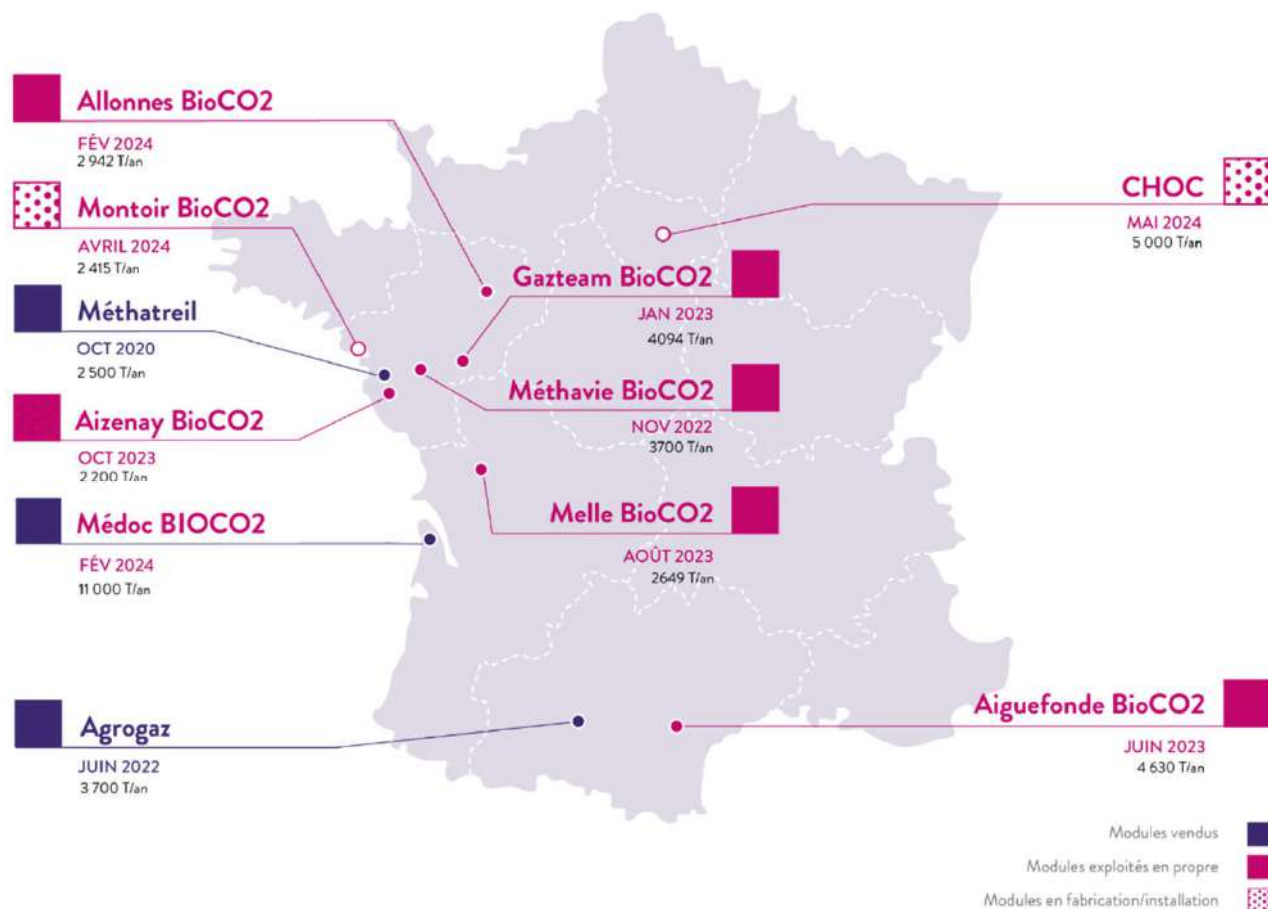 Allonnes BioCO2
FÉV 2024
2 942 T/an
Montoir BioCO2
AVRIL 2024
2 415 T/an
Méthatreil
OCT 2020
2 500 T/an
Aizenay BioCO2
OCT 2023
2 200 T/an
Médoc BIOCO2
FÉV 2024
11 000 T/an
Agrogaz
JUIN 2022
3 700 T/an
CHOC
MAI 2024
5 000 T/an
Gazteam BioCO2
JAN 2023
4094 T/an
Méthavie BioCO2
NOV 2022
3700 T/an
Melle BioCO2
AOÛT 2023
2649 T/an
Aiguefonde BioCO2
JUIN 2023
4 630 T/an
Modules vendus
Modules exploités en propre
Modules en fabrication/installation